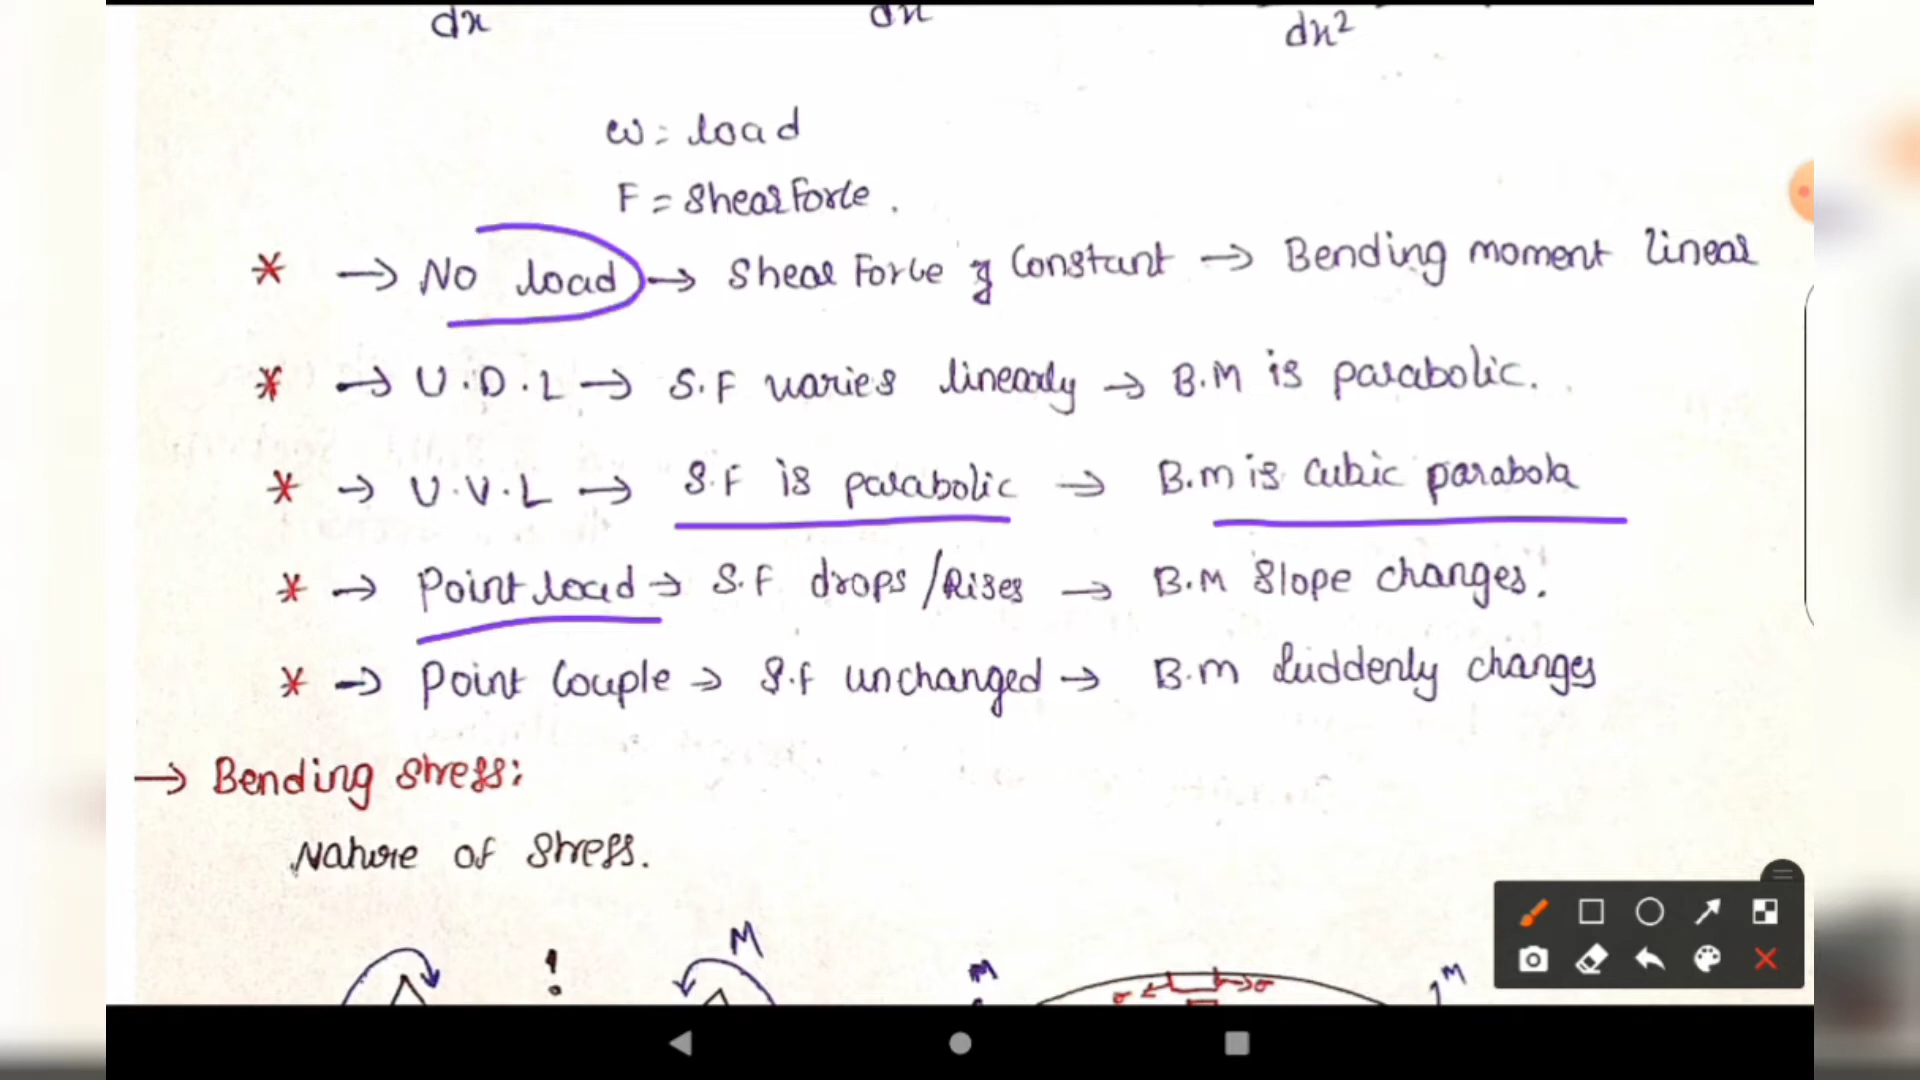 dx dx dx²
w = load
F = Shear Force.
* → No load → Shear Force is Constant → Bending moment linear
* → U.D.L → S.F varies linearly → B.M is parabolic.
* → U.V.L → S.F is parabolic → B.m is cubic parabola
* → Point load → S.F drops/Rises → B.M Slope changes.
* → Point Couple → S.f unchanged → B.m Suddenly changes
→ Bending stress:
Nature of Stress.
! M m M
σ σ